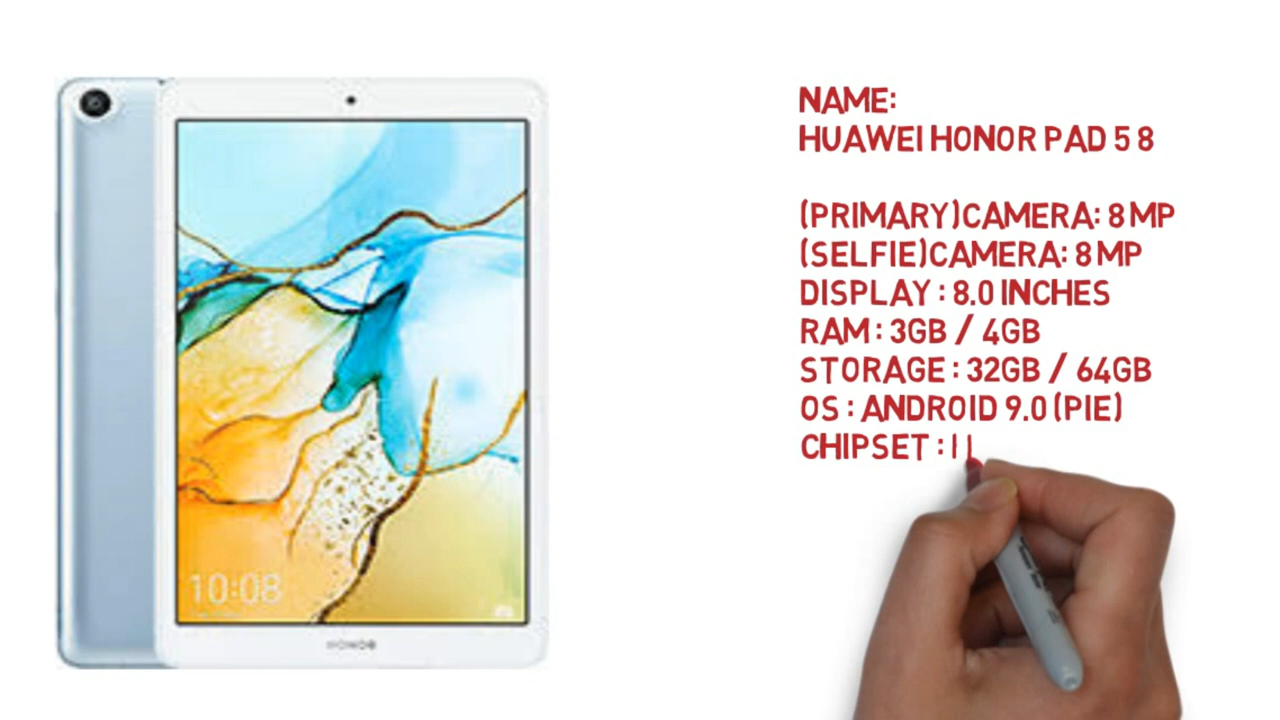 NAME:
HUAWEI HONOR PAD 5 8
(PRIMARY)CAMERA: 8 MP
(SELFIE)CAMERA: 8 MP
DISPLAY : 8.0 INCHES
RAM : 3GB / 4GB
STORAGE : 32GB / 64GB
OS : ANDROID 9.0 (PIE)
CHIPSET :
10:08
HONOR